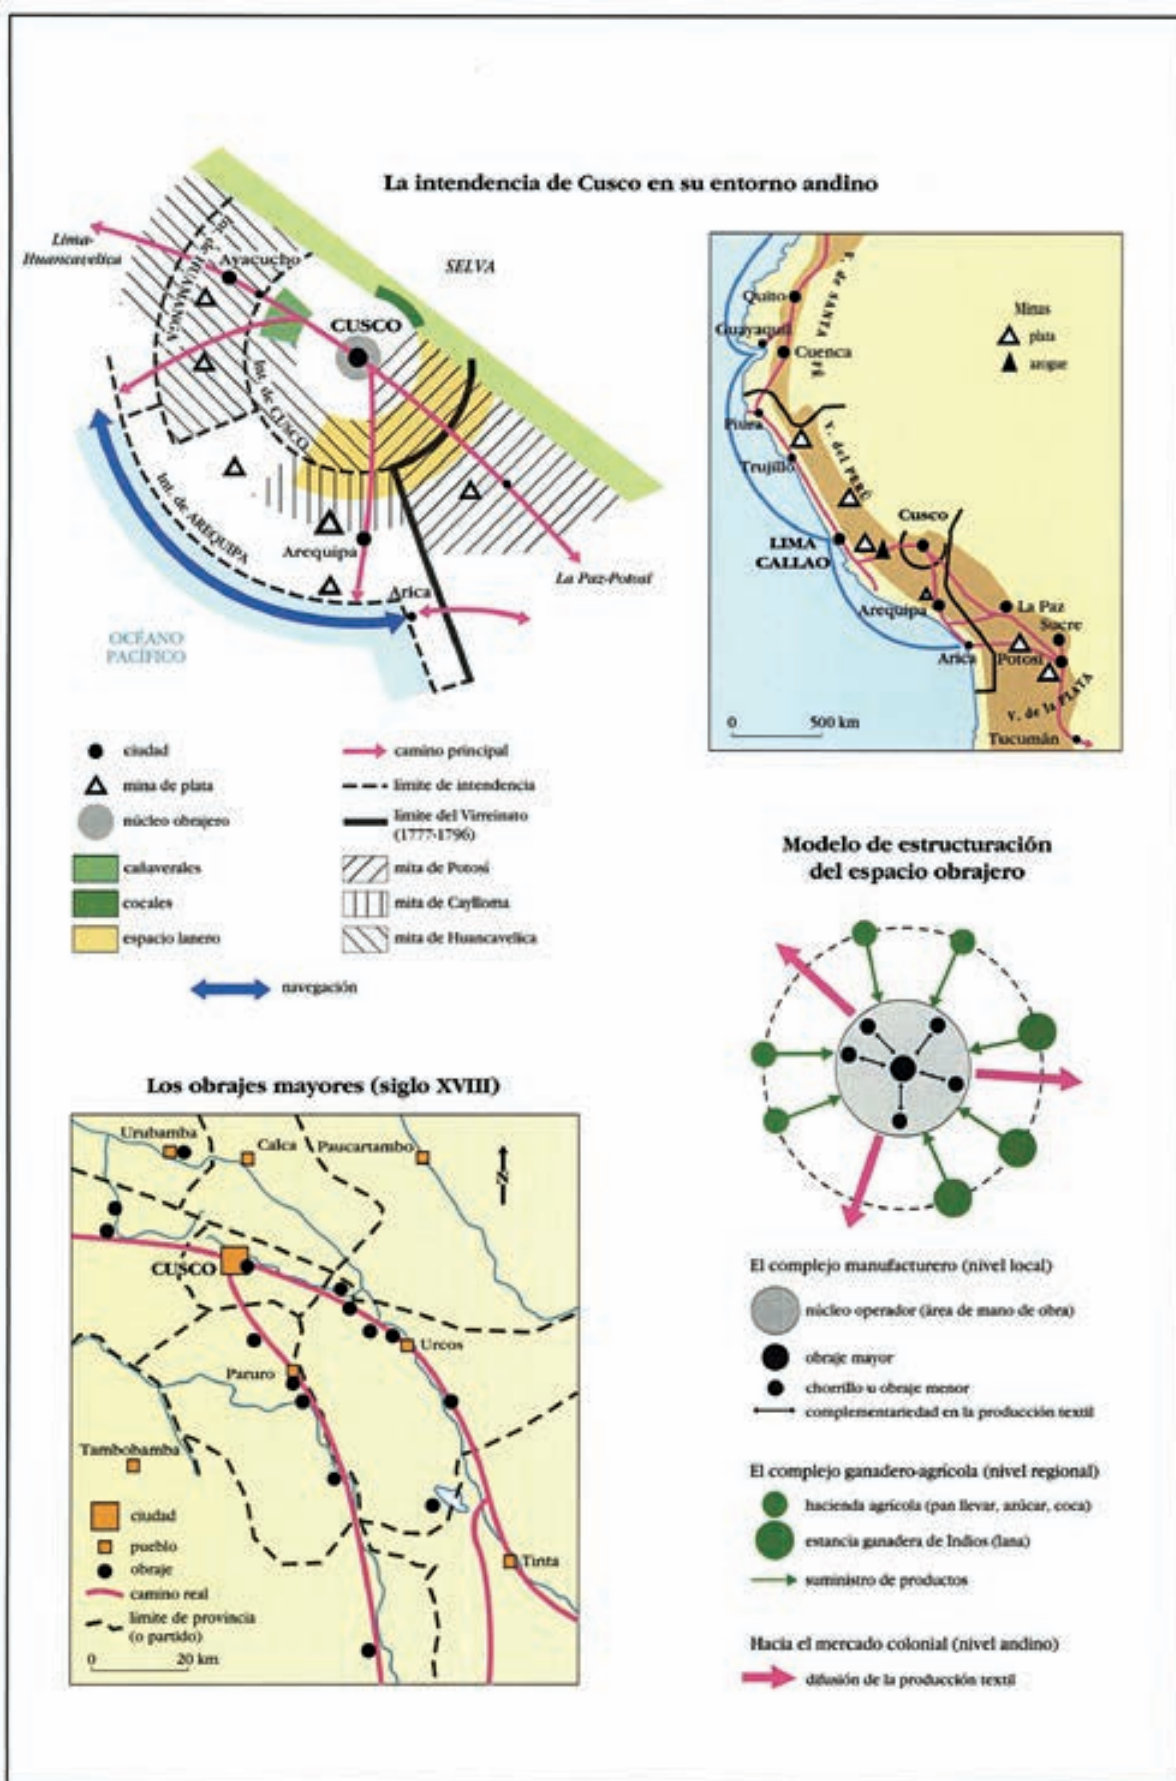 La intendencia de Cusco en su entorno andino
Lima-
Huancavelica
Int. de HUAMANGA
Ayacucho
SELVA
CUSCO
Int. de CUSCO
Int. de AREQUIPA
Arequipa
Arica
La Paz-Potosí
OCÉANO
PACÍFICO
ciudad
mina de plata
núcleo obrajero
cañaverales
cocales
espacio lanero
camino principal
límite de intendencia
límite del Virreinato
(1777-1796)
mita de Potosí
mita de Caylloma
mita de Huancavelica
navegación
Quito
Guayaquil
Cuenca
V. de SANTA FÉ
Piura
Trujillo
V. del PERÚ
Cusco
LIMA
CALLAO
Arequipa
La Paz
Sucre
Arica
Potosí
V. de la PLATA
Tucumán
0 500 km
Minas
plata
azogue
Los obrajes mayores (siglo XVIII)
Urubamba
Calca
Paucartambo
N
CUSCO
Urcos
Paruro
Tambobamba
Tinta
ciudad
pueblo
obraje
camino real
límite de provincia
(o partido)
0 20 km
Modelo de estructuración
del espacio obrajero
El complejo manufacturero (nivel local)
núcleo operador (área de mano de obra)
obraje mayor
chorrillo u obraje menor
complementariedad en la producción textil
El complejo ganadero-agrícola (nivel regional)
hacienda agrícola (pan llevar, azúcar, coca)
estancia ganadera de Indios (lana)
suministro de productos
Hacia el mercado colonial (nivel andino)
difusión de la producción textil